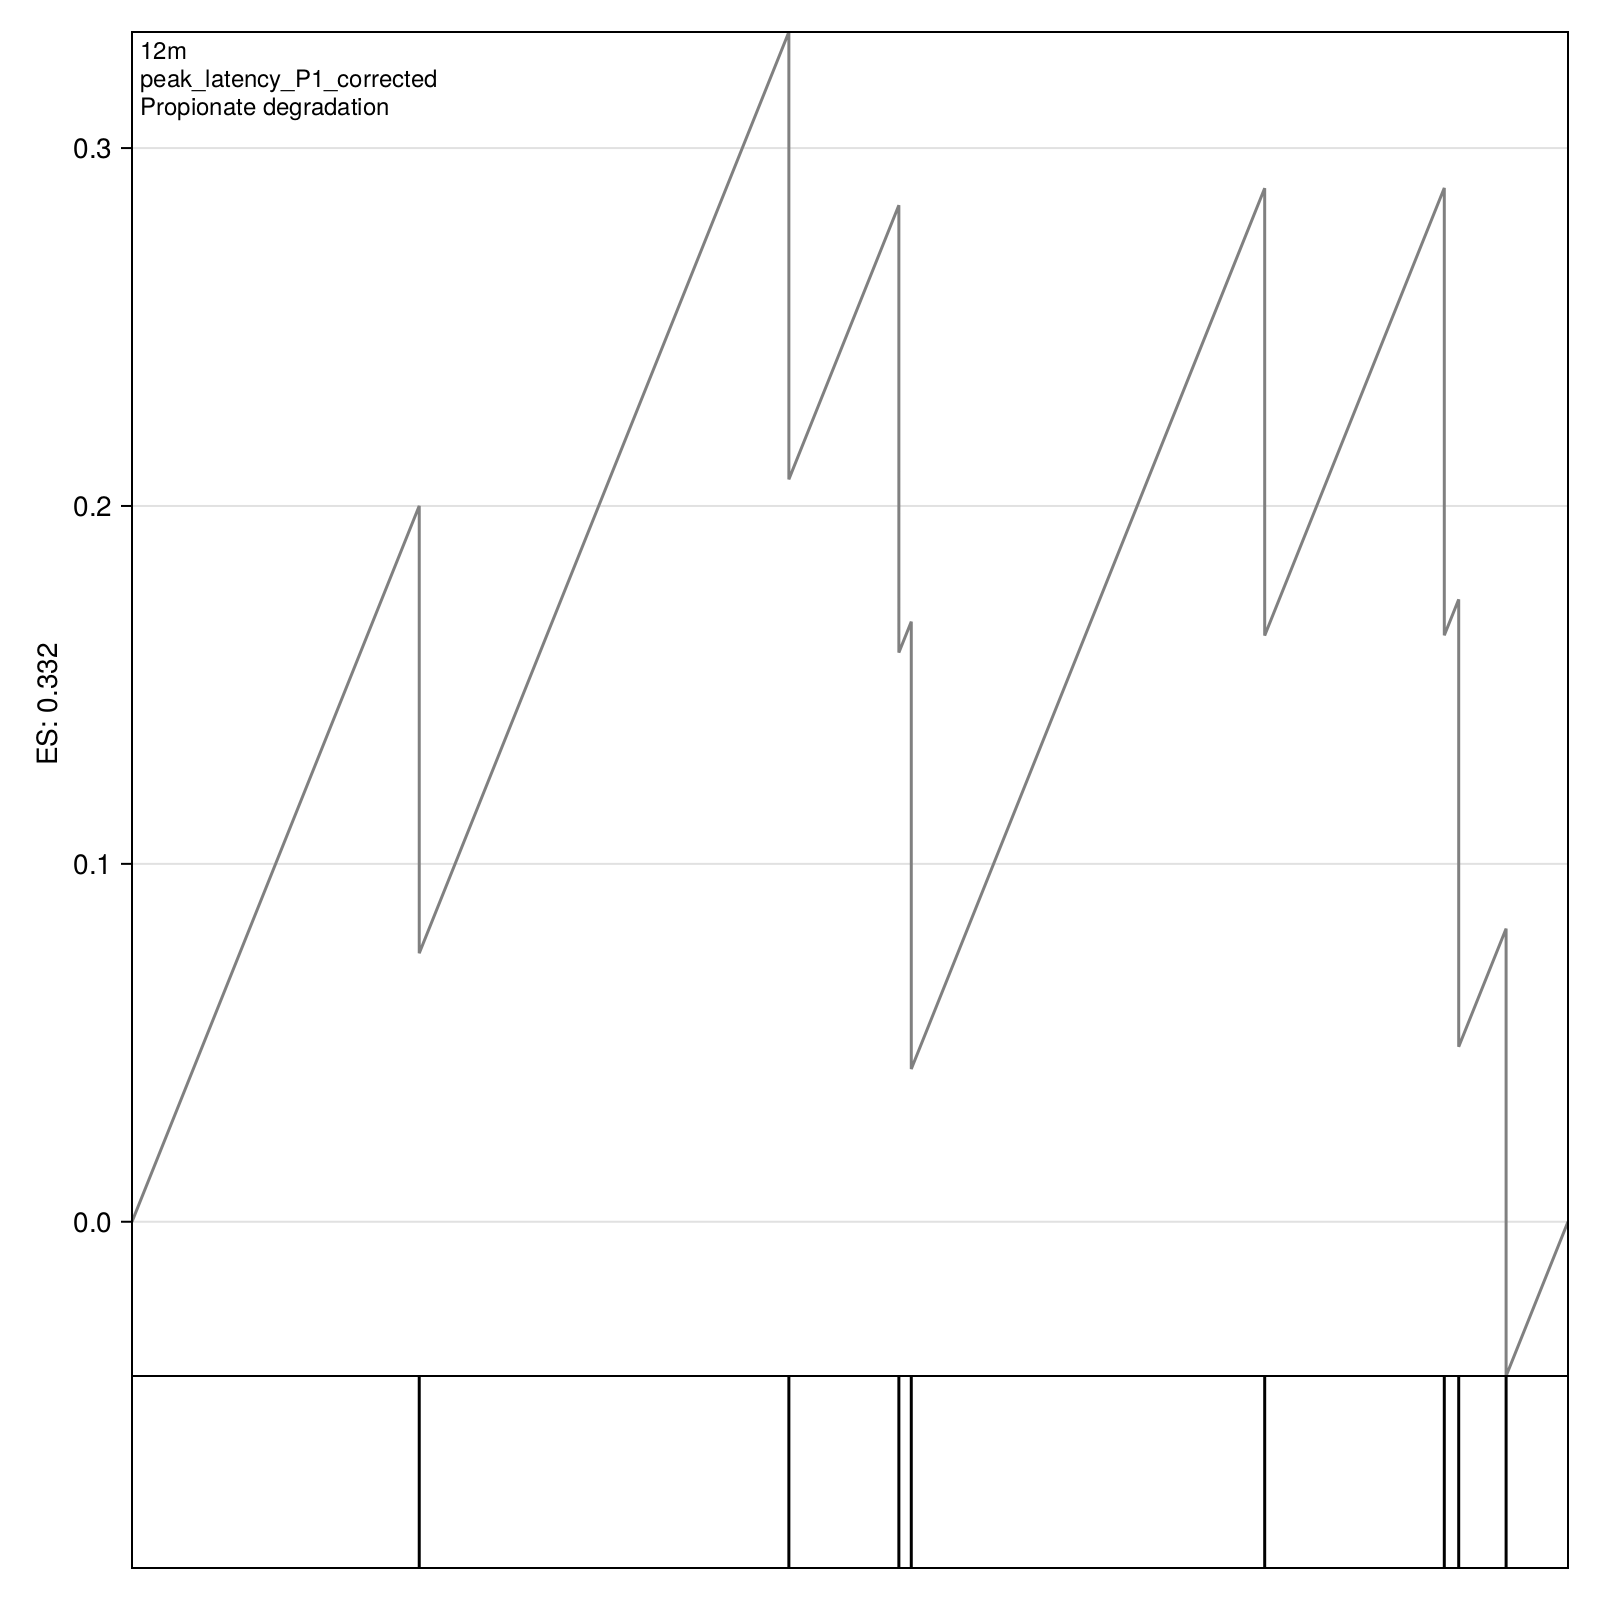 12m
peak_latency_P1_corrected
Propionate degradation
0.3
0.2
0.1
0.0
ES: 0.332